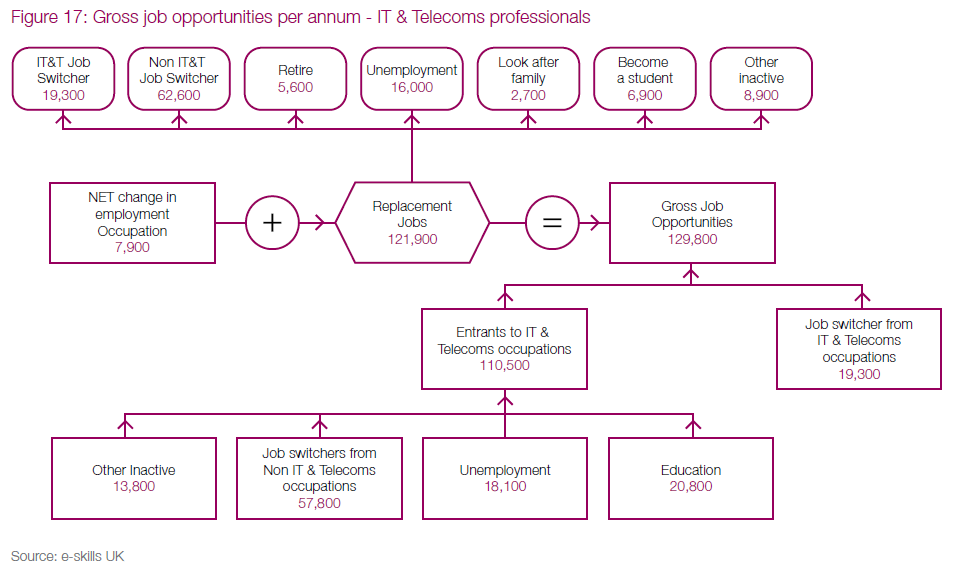 Figure 17: Gross job opportunities per annum - IT & Telecoms professionals
IT&T Job
Switcher
19,300
Non IT&T
Job Switcher
62,600
Retire
5,600
Unemployment
16,000
Look after
family
2,700
Become
a student
6,900
Other
inactive
8,900
NET change in
employment
Occupation
7,900
+
Replacement
Jobs
121,900
=
Gross Job
Opportunities
129,800
Entrants to IT &
Telecoms occupations
110,500
Job switcher from
IT & Telecoms
occupations
19,300
Other Inactive
13,800
Job switchers from
Non IT & Telecoms
occupations
57,800
Unemployment
18,100
Education
20,800
Source: e-skills UK